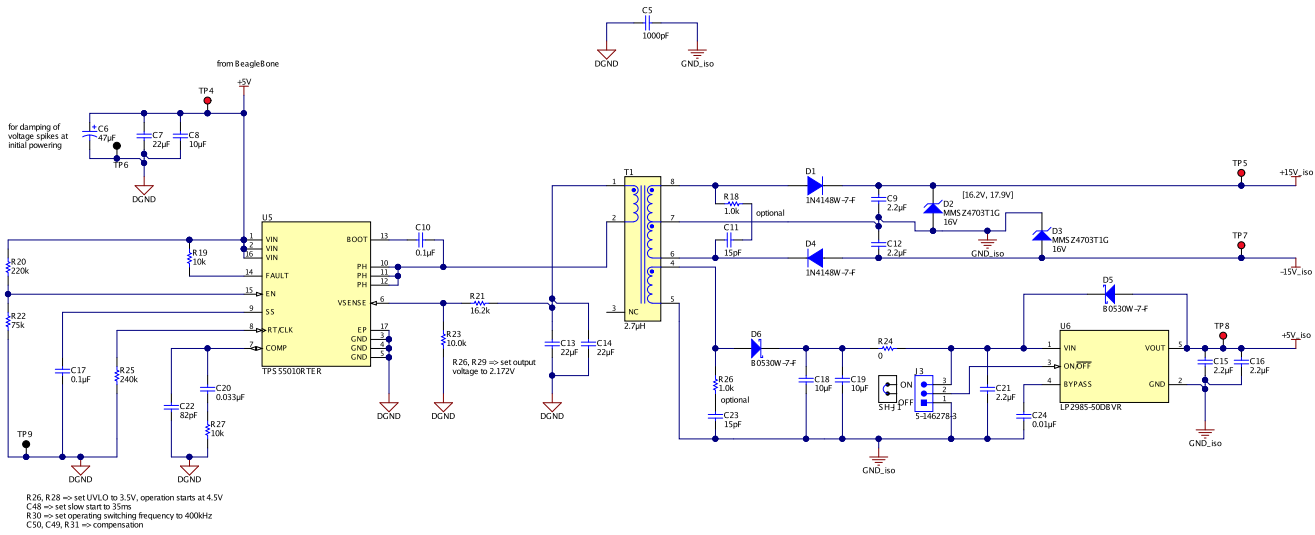 C5
1000pF
DGND
GND_iso
from BeagleBone
+5V
TP4
for damping of
voltage spikes at
initial powering
C6
47µF
C7
22µF
C8
10µF
TP6
DGND
U5
R20
220k
R22
75k
R19
10k
1 VIN
2 VIN
16 VIN
14 FAULT
15 EN
9 SS
8 RT/CLK
7 COMP
BOOT 13
PH 10
PH 11
PH 12
VSENSE 6
EP 17
GND 3
GND 4
GND 5
TPS55010RTER
C10
0.1µF
R21
16.2k
R23
10.0k
R26, R29 => set output
voltage to 2.172V
C13
22µF
C14
22µF
DGND
DGND
DGND
C17
0.1µF
R25
240k
C22
82pF
C20
0.033µF
R27
10k
TP9
DGND
DGND
T1
1
2
3 NC
8
7
6
4
5
2.7µH
R18
1.0k
optional
C11
15pF
D1
1N4148W-7-F
D4
1N4148W-7-F
C9
2.2µF
C12
2.2µF
[16.2V, 17.9V]
D2
MMSZ4703T1G
16V
D3
MMSZ4703T1G
16V
GND_iso
TP5
+15V_iso
TP7
-15V_iso
D5
B0530W-7-F
D6
B0530W-7-F
R26
1.0k
optional
C23
15pF
C18
10µF
C19
10µF
R24
0
SH-J1
ON
OFF
J3
3
2
1
5-146278-3
C21
2.2µF
C24
0.01µF
U6
1 VIN
3 ON/OFF
4 BYPASS
VOUT 5
GND 2
LP2985-50DBVR
TP8
+5V_iso
C15
2.2µF
C16
2.2µF
GND_iso
GND_iso
R26, R28 => set UVLO to 3.5V, operation starts at 4.5V
C48 => set slow start to 35ms
R30 => set operating switching frequency to 400kHz
C50, C49, R31 => compensation